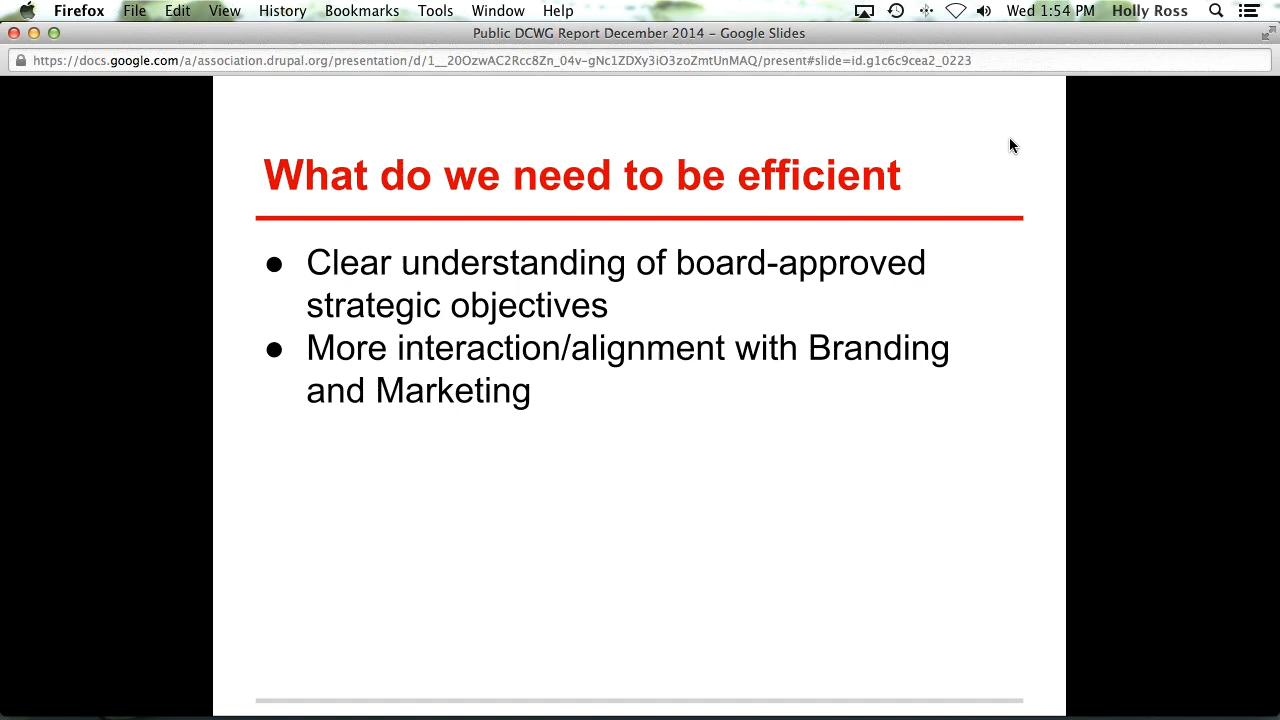 Firefox File Edit View History Bookmarks Tools Window Help Wed 1:54 PM Holly Ross
Public DCWG Report December 2014 – Google Slides
https://docs.google.com/a/association.drupal.org/presentation/d/1__20OzwAC2Rcc8Zn_04v-gNc1ZDXy3iO3zoZmtUnMAQ/present#slide=id.g1c6c9cea2_0223
What do we need to be efficient
● Clear understanding of board-approved
strategic objectives
● More interaction/alignment with Branding
and Marketing